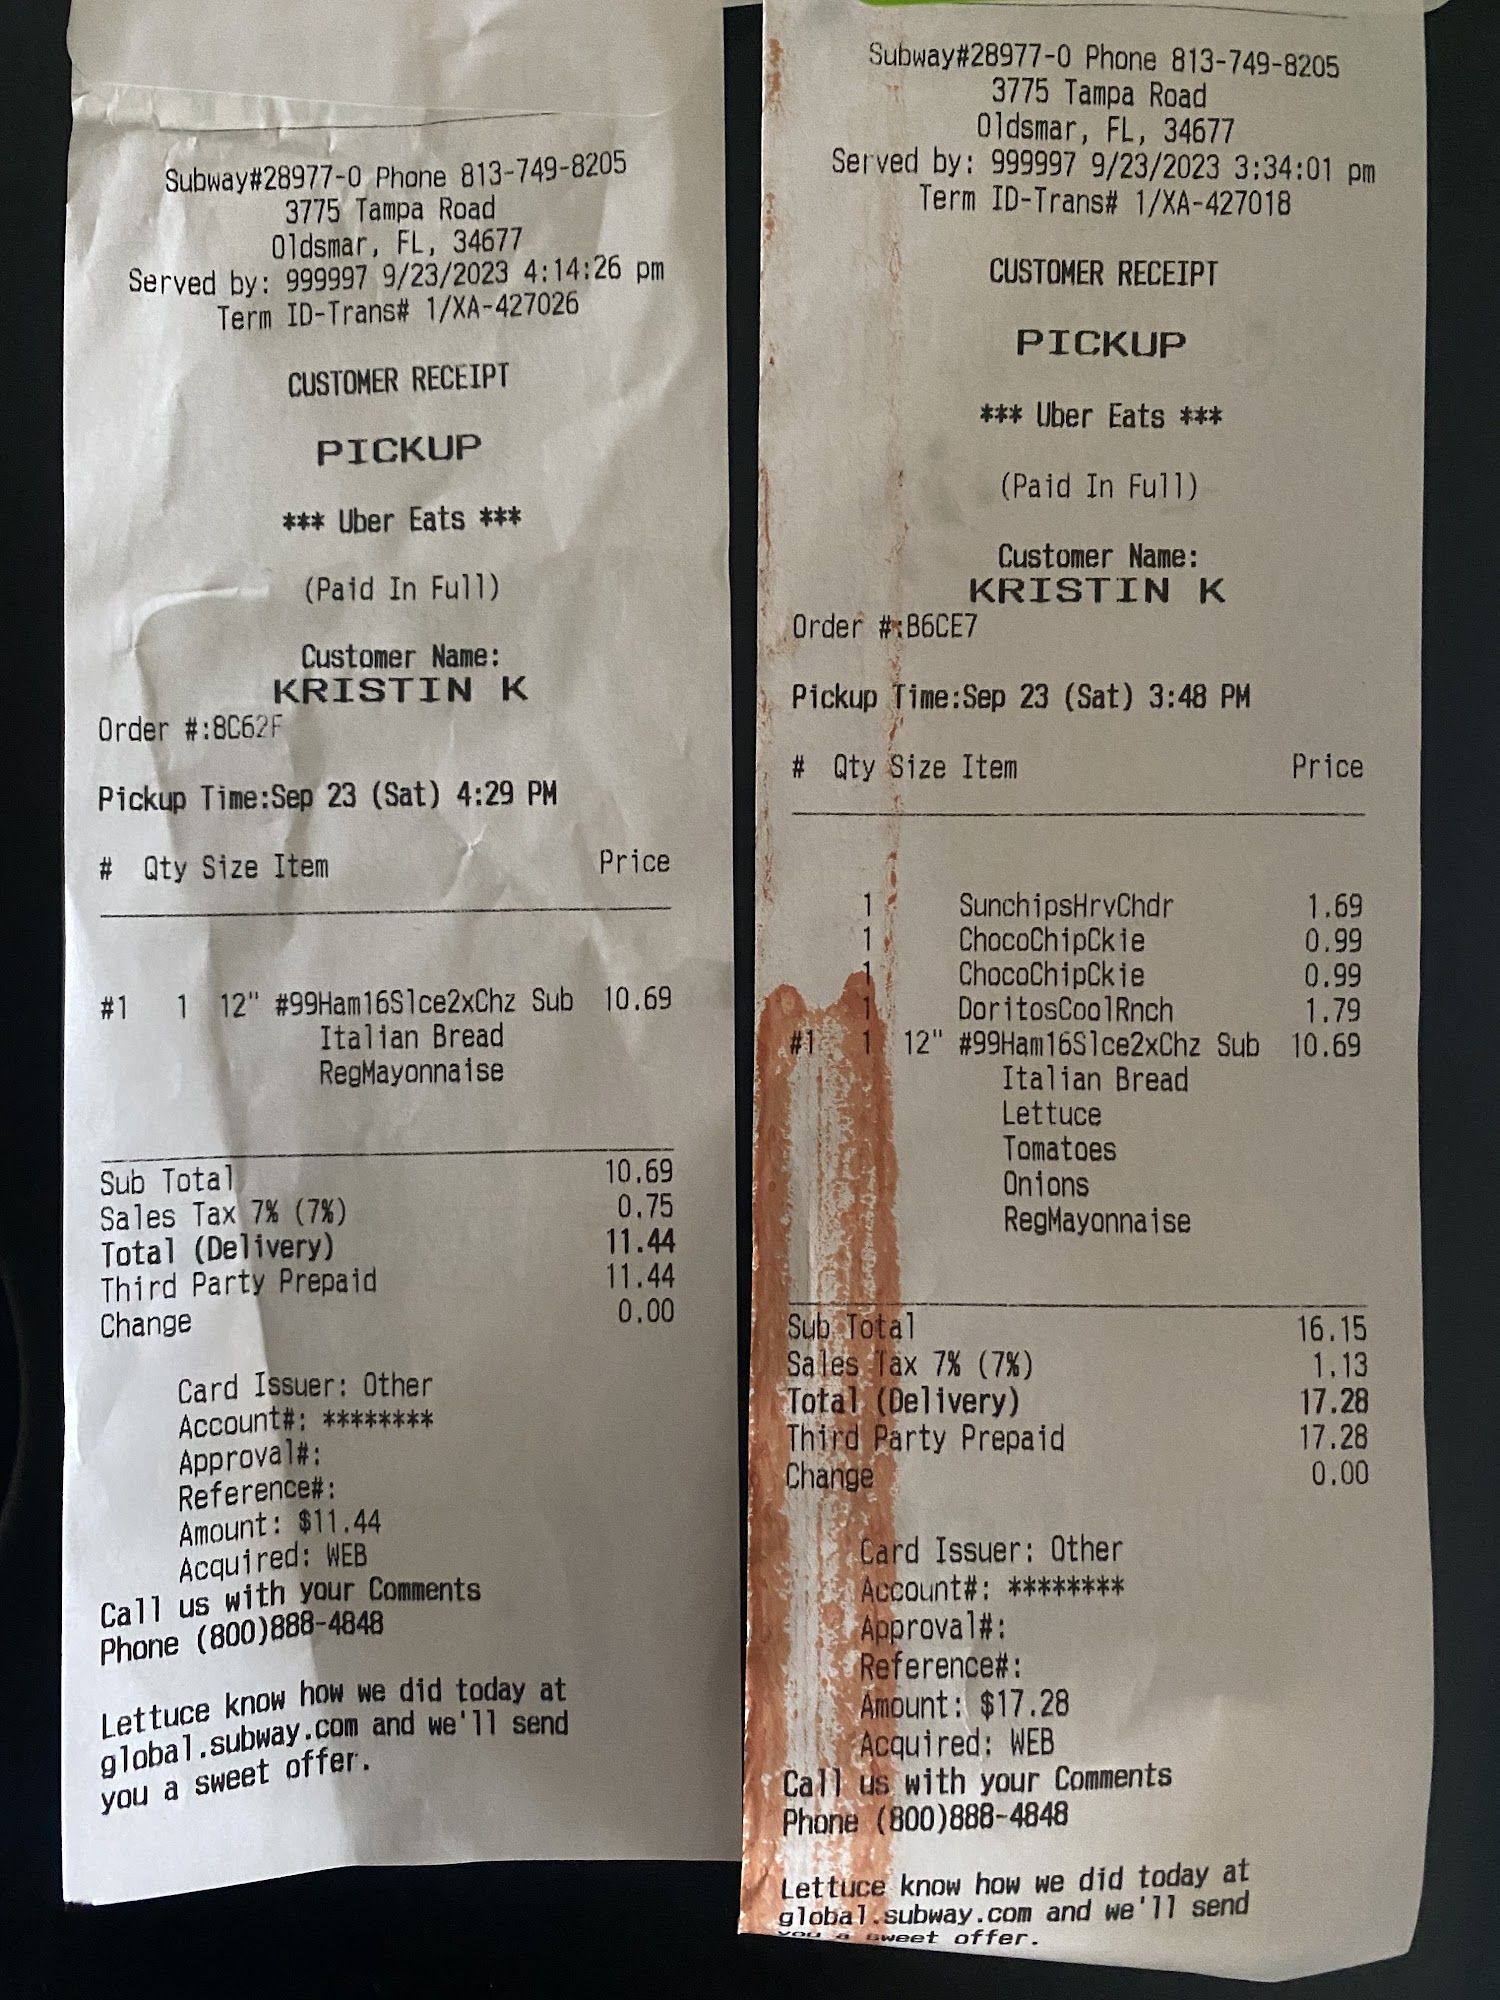 Subway#28977-0 Phone 813-749-8205
3775 Tampa Road
Oldsmar, FL, 34677
Served by: 999997 9/23/2023 4:14:26 pm
Term ID-Trans# 1/XA-427026
CUSTOMER RECEIPT
PICKUP
*** Uber Eats ***
(Paid In Full)
Customer Name:
KRISTIN K
Order #:8C62F
Pickup Time:Sep 23 (Sat) 4:29 PM
# Qty Size Item Price
#1 1 12" #99Ham16Slce2xChz Sub 10.69
Italian Bread
RegMayonnaise
Sub Total 10.69
Sales Tax 7% (7%) 0.75
Total (Delivery) 11.44
Third Party Prepaid 11.44
Change 0.00
Card Issuer: Other
Account#: ********
Approval#:
Reference#:
Amount: $11.44
Acquired: WEB
Call us with your Comments
Phone (800)888-4848
Lettuce know how we did today at
global.subway.com and we'll send
you a sweet offer.
Subway#28977-0 Phone 813-749-8205
3775 Tampa Road
Oldsmar, FL, 34677
Served by: 999997 9/23/2023 3:34:01 pm
Term ID-Trans# 1/XA-427018
CUSTOMER RECEIPT
PICKUP
*** Uber Eats ***
(Paid In Full)
Customer Name:
KRISTIN K
Order #:B6CE7
Pickup Time:Sep 23 (Sat) 3:48 PM
# Qty Size Item Price
1 SunchipsHrvChdr 1.69
1 ChocoChipCkie 0.99
1 ChocoChipCkie 0.99
1 DoritosCoolRnch 1.79
#1 1 12" #99Ham16Slce2xChz Sub 10.69
Italian Bread
Lettuce
Tomatoes
Onions
RegMayonnaise
Sub Total 16.15
Sales Tax 7% (7%) 1.13
Total (Delivery) 17.28
Third Party Prepaid 17.28
Change 0.00
Card Issuer: Other
Account#: ********
Approval#:
Reference#:
Amount: $17.28
Acquired: WEB
Call us with your Comments
Phone (800)888-4848
Lettuce know how we did today at
global.subway.com and we'll send
you a sweet offer.